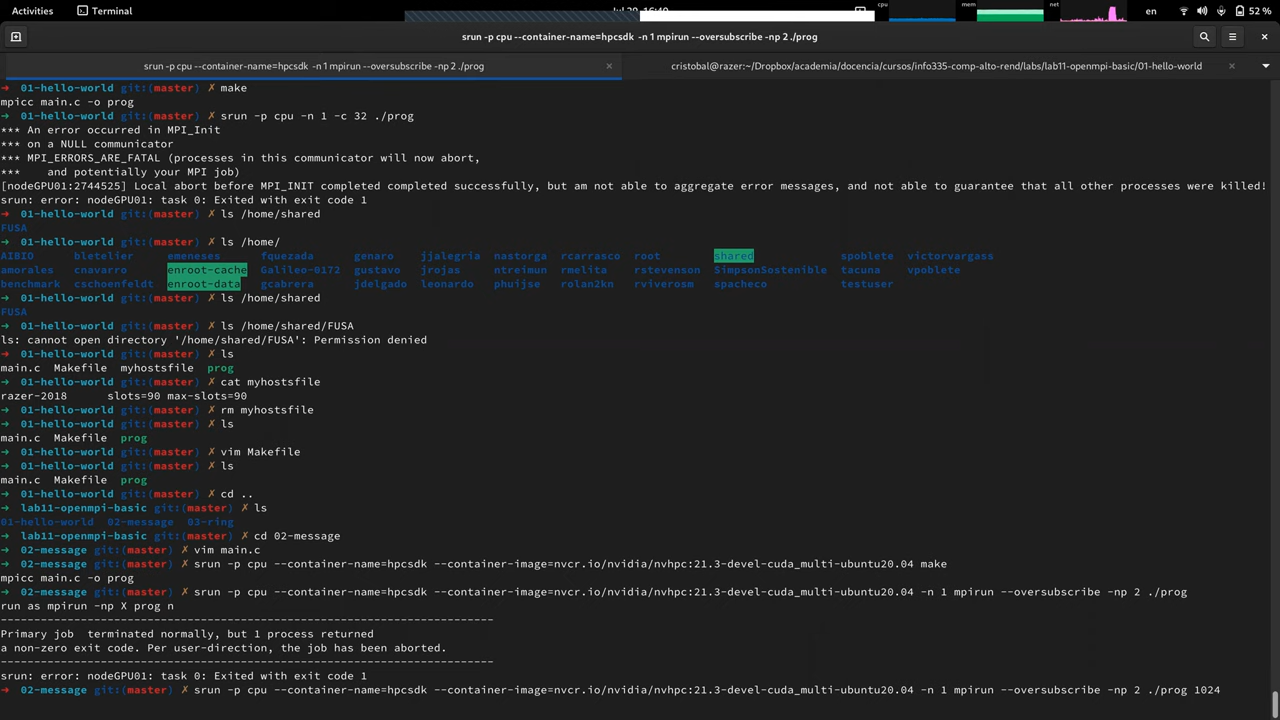 Activities Terminal cpu mem net en 52 %
srun -p cpu --container-name=hpcsdk -n 1 mpirun --oversubscribe -np 2 ./prog
srun -p cpu --container-name=hpcsdk -n 1 mpirun --oversubscribe -np 2 ./prog × cristobal@razer:~/Dropbox/academia/docencia/cursos/info335-comp-alto-rend/labs/lab11-openmpi-basic/01-hello-world ×
➜ 01-hello-world git:(master) ✗ make
mpicc main.c -o prog
➜ 01-hello-world git:(master) ✗ srun -p cpu -n 1 -c 32 ./prog
*** An error occurred in MPI_Init
*** on a NULL communicator
*** MPI_ERRORS_ARE_FATAL (processes in this communicator will now abort,
*** and potentially your MPI job)
[nodeGPU01:2744525] Local abort before MPI_INIT completed completed successfully, but am not able to aggregate error messages, and not able to guarantee that all other processes were killed!
srun: error: nodeGPU01: task 0: Exited with exit code 1
➜ 01-hello-world git:(master) ✗ ls /home/shared
FUSA
➜ 01-hello-world git:(master) ✗ ls /home/
AIBIO bletelier emeneses fquezada genaro jjalegria nastorga rcarrasco root shared spoblete victorvargass
amorales cnavarro enroot-cache Galileo-0172 gustavo jrojas ntreimun rmelita rstevenson SimpsonSostenible tacuna vpoblete
benchmark cschoenfeldt enroot-data gcabrera jdelgado leonardo phuijse rolan2kn rviverosm spacheco testuser
➜ 01-hello-world git:(master) ✗ ls /home/shared
FUSA
➜ 01-hello-world git:(master) ✗ ls /home/shared/FUSA
ls: cannot open directory '/home/shared/FUSA': Permission denied
➜ 01-hello-world git:(master) ✗ ls
main.c Makefile myhostsfile prog
➜ 01-hello-world git:(master) ✗ cat myhostsfile
razer-2018 slots=90 max-slots=90
➜ 01-hello-world git:(master) ✗ rm myhostsfile
➜ 01-hello-world git:(master) ✗ ls
main.c Makefile prog
➜ 01-hello-world git:(master) ✗ vim Makefile
➜ 01-hello-world git:(master) ✗ ls
main.c Makefile prog
➜ 01-hello-world git:(master) ✗ cd ..
➜ lab11-openmpi-basic git:(master) ✗ ls
01-hello-world 02-message 03-ring
➜ lab11-openmpi-basic git:(master) ✗ cd 02-message
➜ 02-message git:(master) ✗ vim main.c
➜ 02-message git:(master) ✗ srun -p cpu --container-name=hpcsdk --container-image=nvcr.io/nvidia/nvhpc:21.3-devel-cuda_multi-ubuntu20.04 make
mpicc main.c -o prog
➜ 02-message git:(master) ✗ srun -p cpu --container-name=hpcsdk --container-image=nvcr.io/nvidia/nvhpc:21.3-devel-cuda_multi-ubuntu20.04 -n 1 mpirun --oversubscribe -np 2 ./prog
run as mpirun -np X prog n
--------------------------------------------------------------------------
Primary job terminated normally, but 1 process returned
a non-zero exit code. Per user-direction, the job has been aborted.
--------------------------------------------------------------------------
srun: error: nodeGPU01: task 0: Exited with exit code 1
➜ 02-message git:(master) ✗ srun -p cpu --container-name=hpcsdk --container-image=nvcr.io/nvidia/nvhpc:21.3-devel-cuda_multi-ubuntu20.04 -n 1 mpirun --oversubscribe -np 2 ./prog 1024